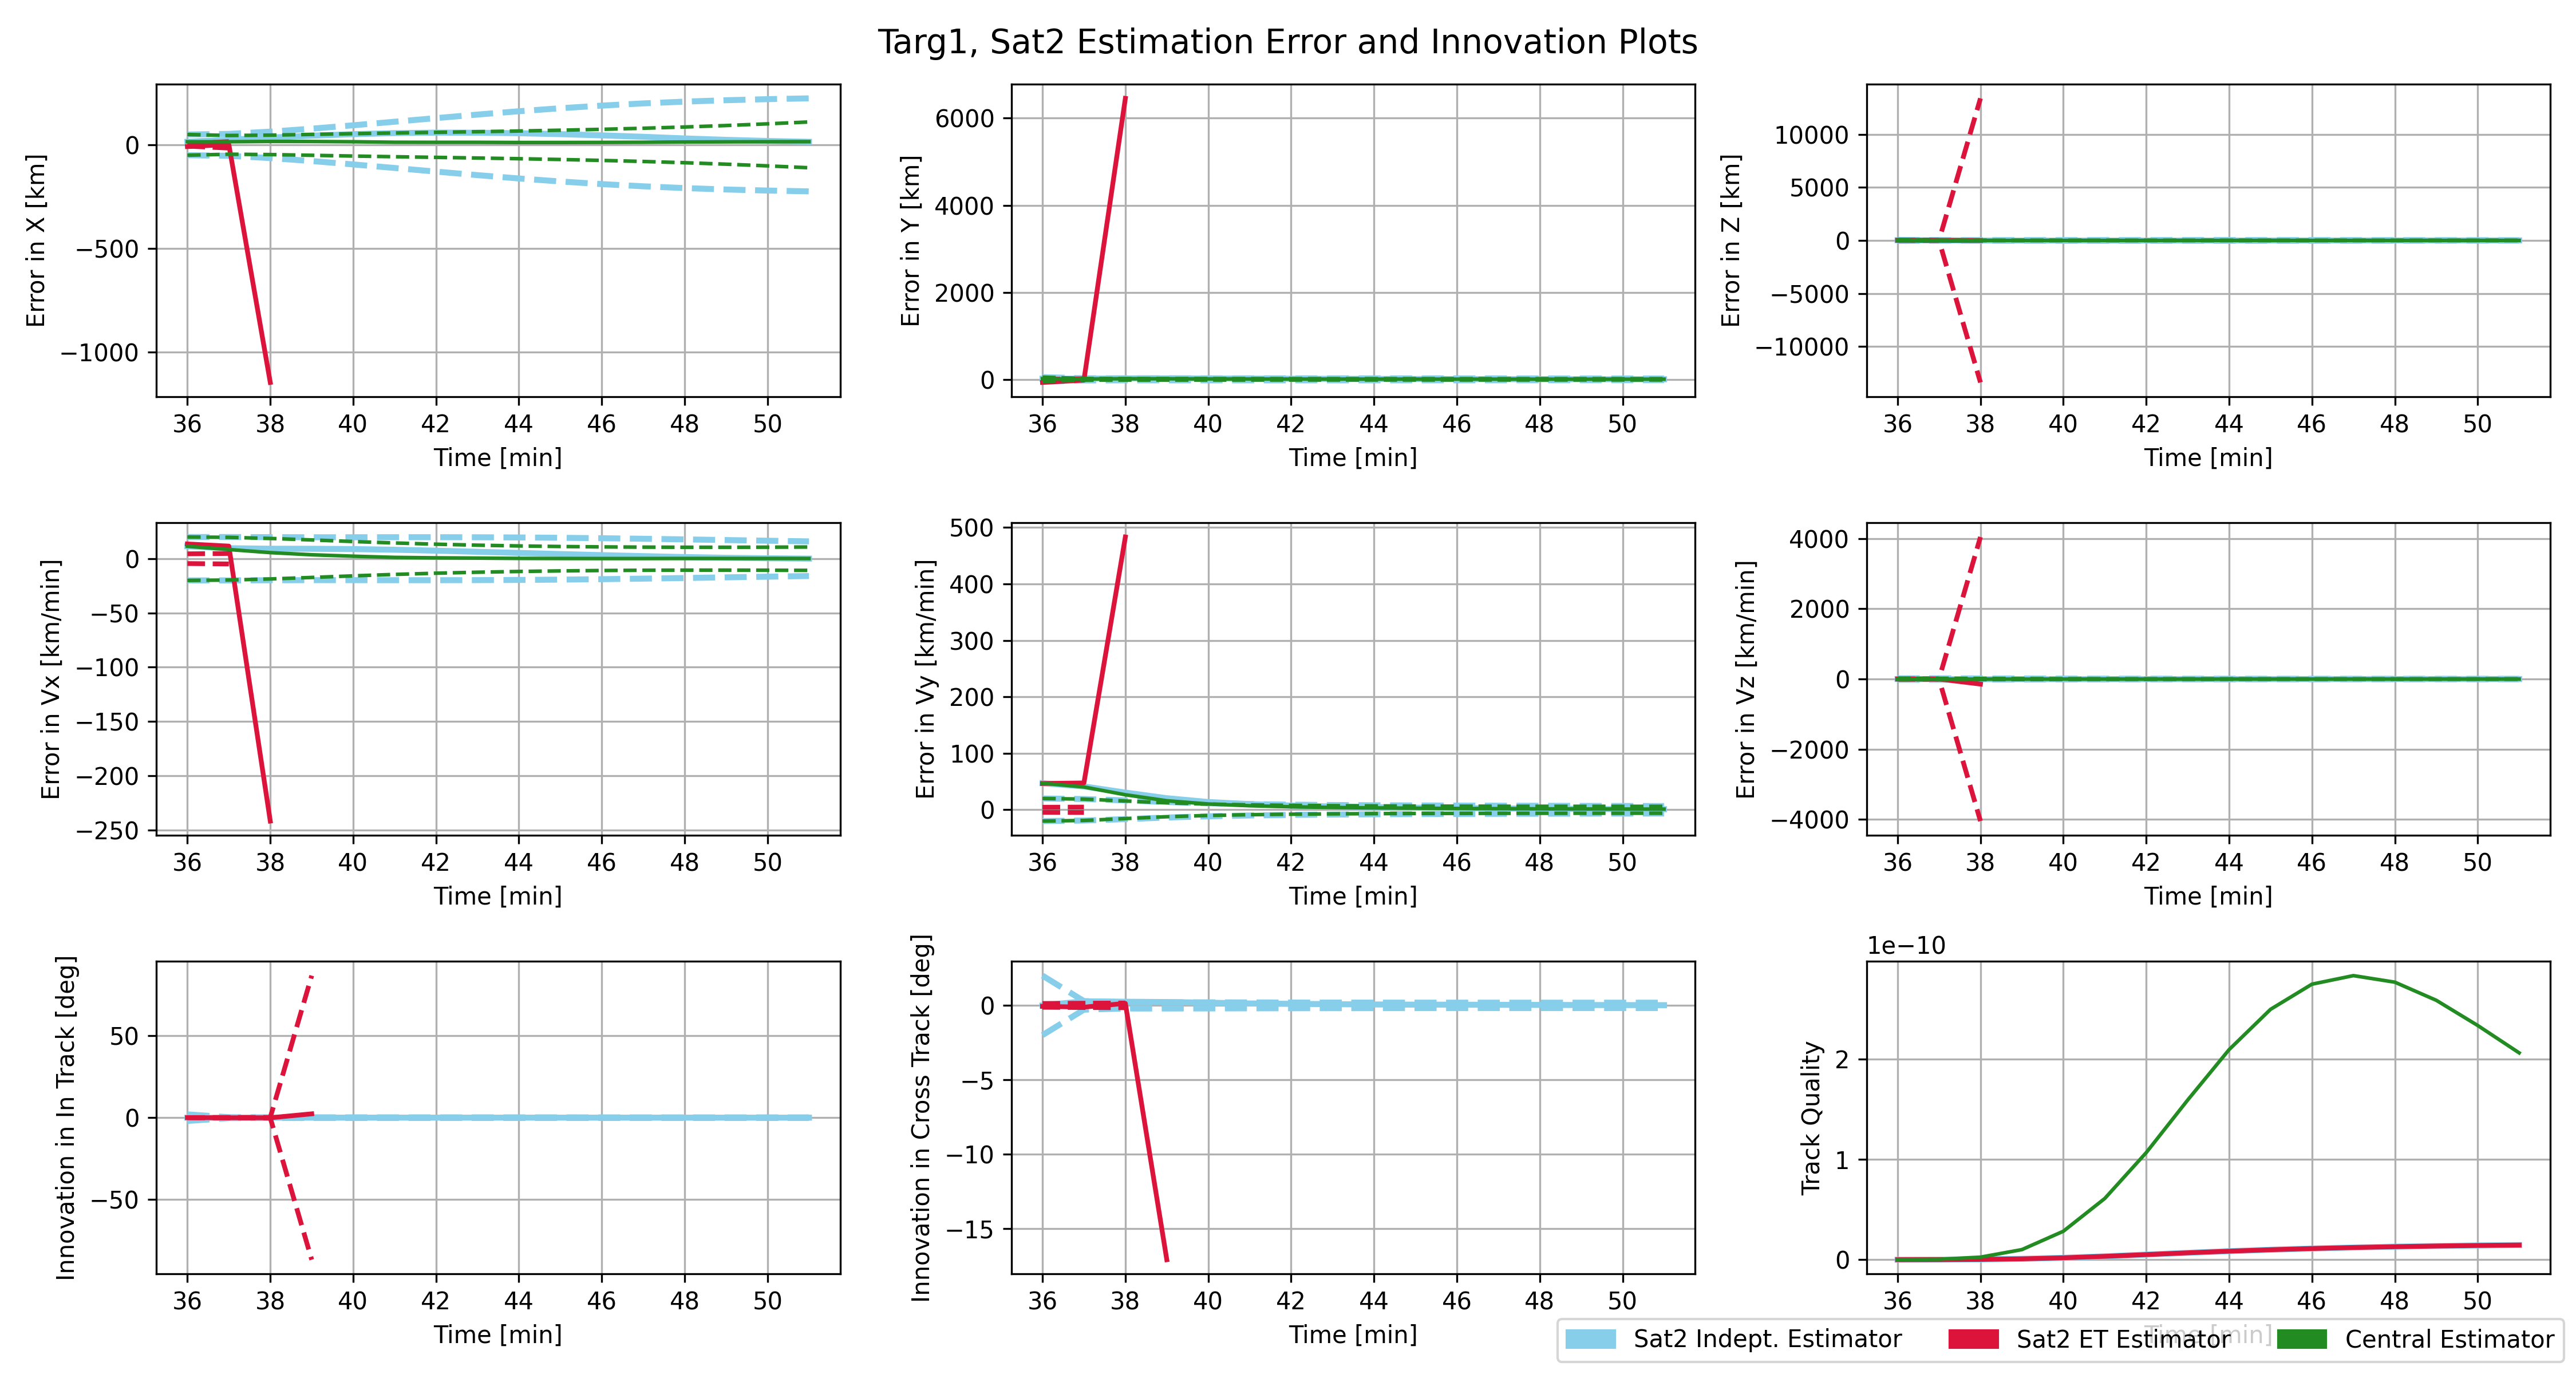 Targ1, Sat2 Estimation Error and Innovation Plots
Error in X [km]
0
−500
−1000
36 38 40 42 44 46 48 50
Time [min]
Error in Y [km]
6000
4000
2000
0
36 38 40 42 44 46 48 50
Time [min]
Error in Z [km]
10000
5000
0
−5000
−10000
36 38 40 42 44 46 48 50
Time [min]
Error in Vx [km/min]
0
−50
−100
−150
−200
−250
36 38 40 42 44 46 48 50
Time [min]
Error in Vy [km/min]
500
400
300
200
100
0
36 38 40 42 44 46 48 50
Time [min]
Error in Vz [km/min]
4000
2000
0
−2000
−4000
36 38 40 42 44 46 48 50
Time [min]
Innovation in In Track [deg]
50
0
−50
36 38 40 42 44 46 48 50
Time [min]
Innovation in Cross Track [deg]
0
−5
−10
−15
36 38 40 42 44 46 48 50
Time [min]
1e−10
Track Quality
2
1
0
36 38 40 42 44 46 48 50
Time [min]
Sat2 Indept. Estimator Sat2 ET Estimator Central Estimator